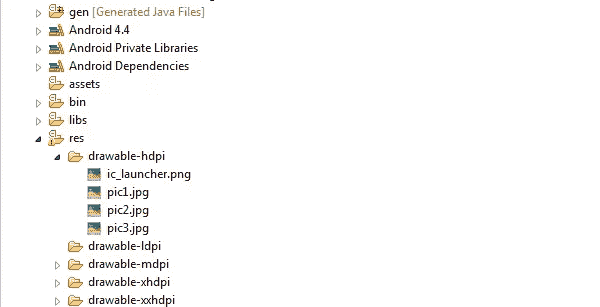 gen [Generated Java Files]
Android 4.4
Android Private Libraries
Android Dependencies
assets
bin
libs
res
drawable-hdpi
ic_launcher.png
pic1.jpg
pic2.jpg
pic3.jpg
drawable-ldpi
drawable-mdpi
drawable-xhdpi
drawable-xxhdpi